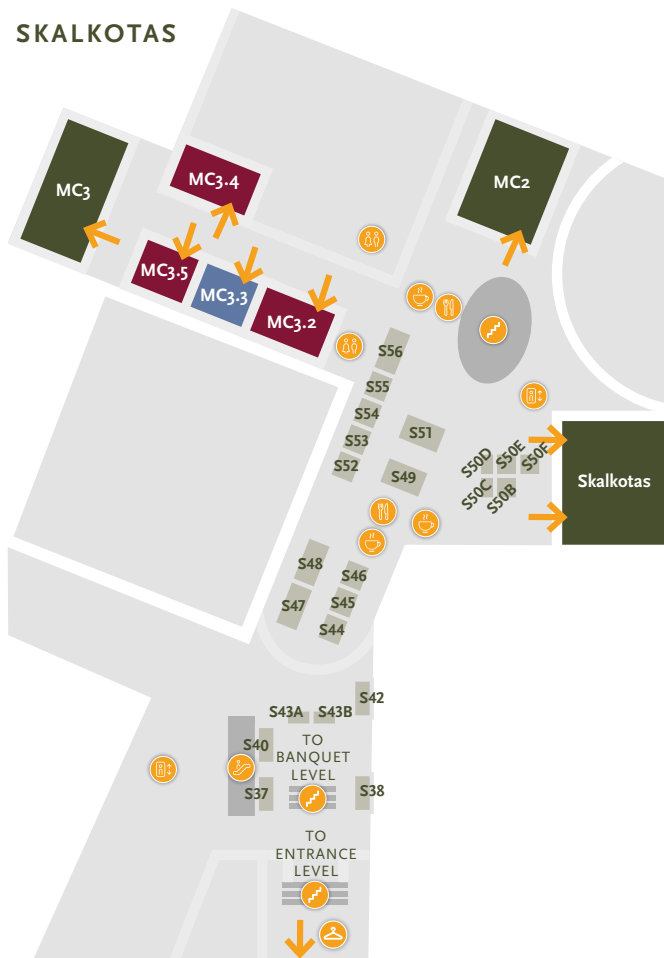 SKALKOTAS
MC3
MC3.4
MC2
MC3.5
MC3.3
MC3.2
S56
S55
S54
S53
S52
S51
S49
S50D
S50E
S50F
S50C
S50B
Skalkotas
S48
S47
S46
S45
S44
S42
S43A
S43B
S40
TO
BANQUET
LEVEL
S37
S38
TO
ENTRANCE
LEVEL